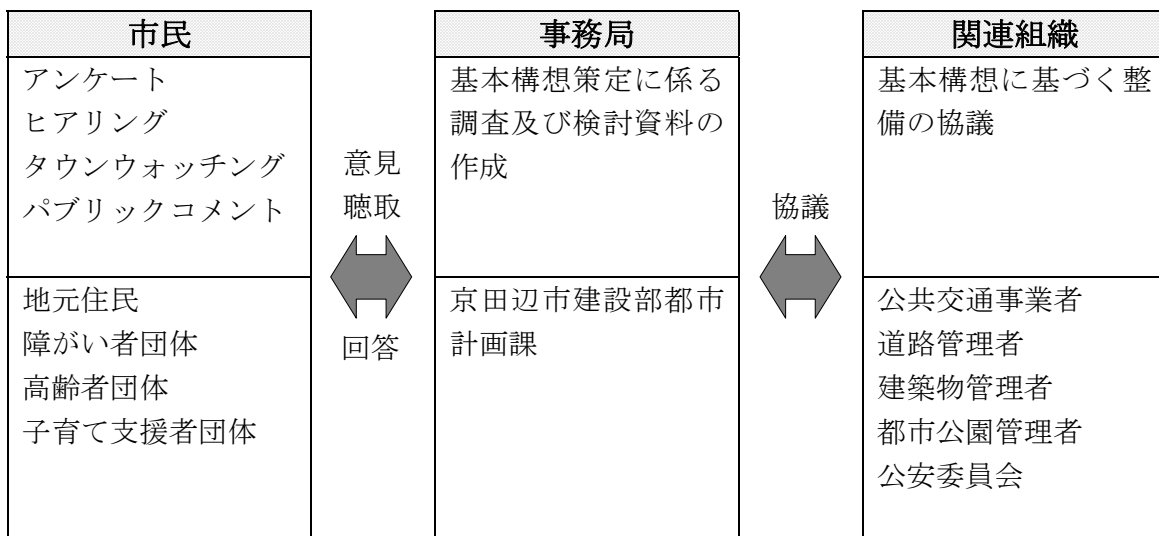 市民
アンケート
ヒアリング
タウンウォッチング
パブリックコメント
地元住民
障がい者団体
高齢者団体
子育て支援者団体
意見
聴取
回答
事務局
基本構想策定に係る
調査及び検討資料の
作成
京田辺市建設部都市
計画課
協議
関連組織
基本構想に基づく整
備の協議
公共交通事業者
道路管理者
建築物管理者
都市公園管理者
公安委員会